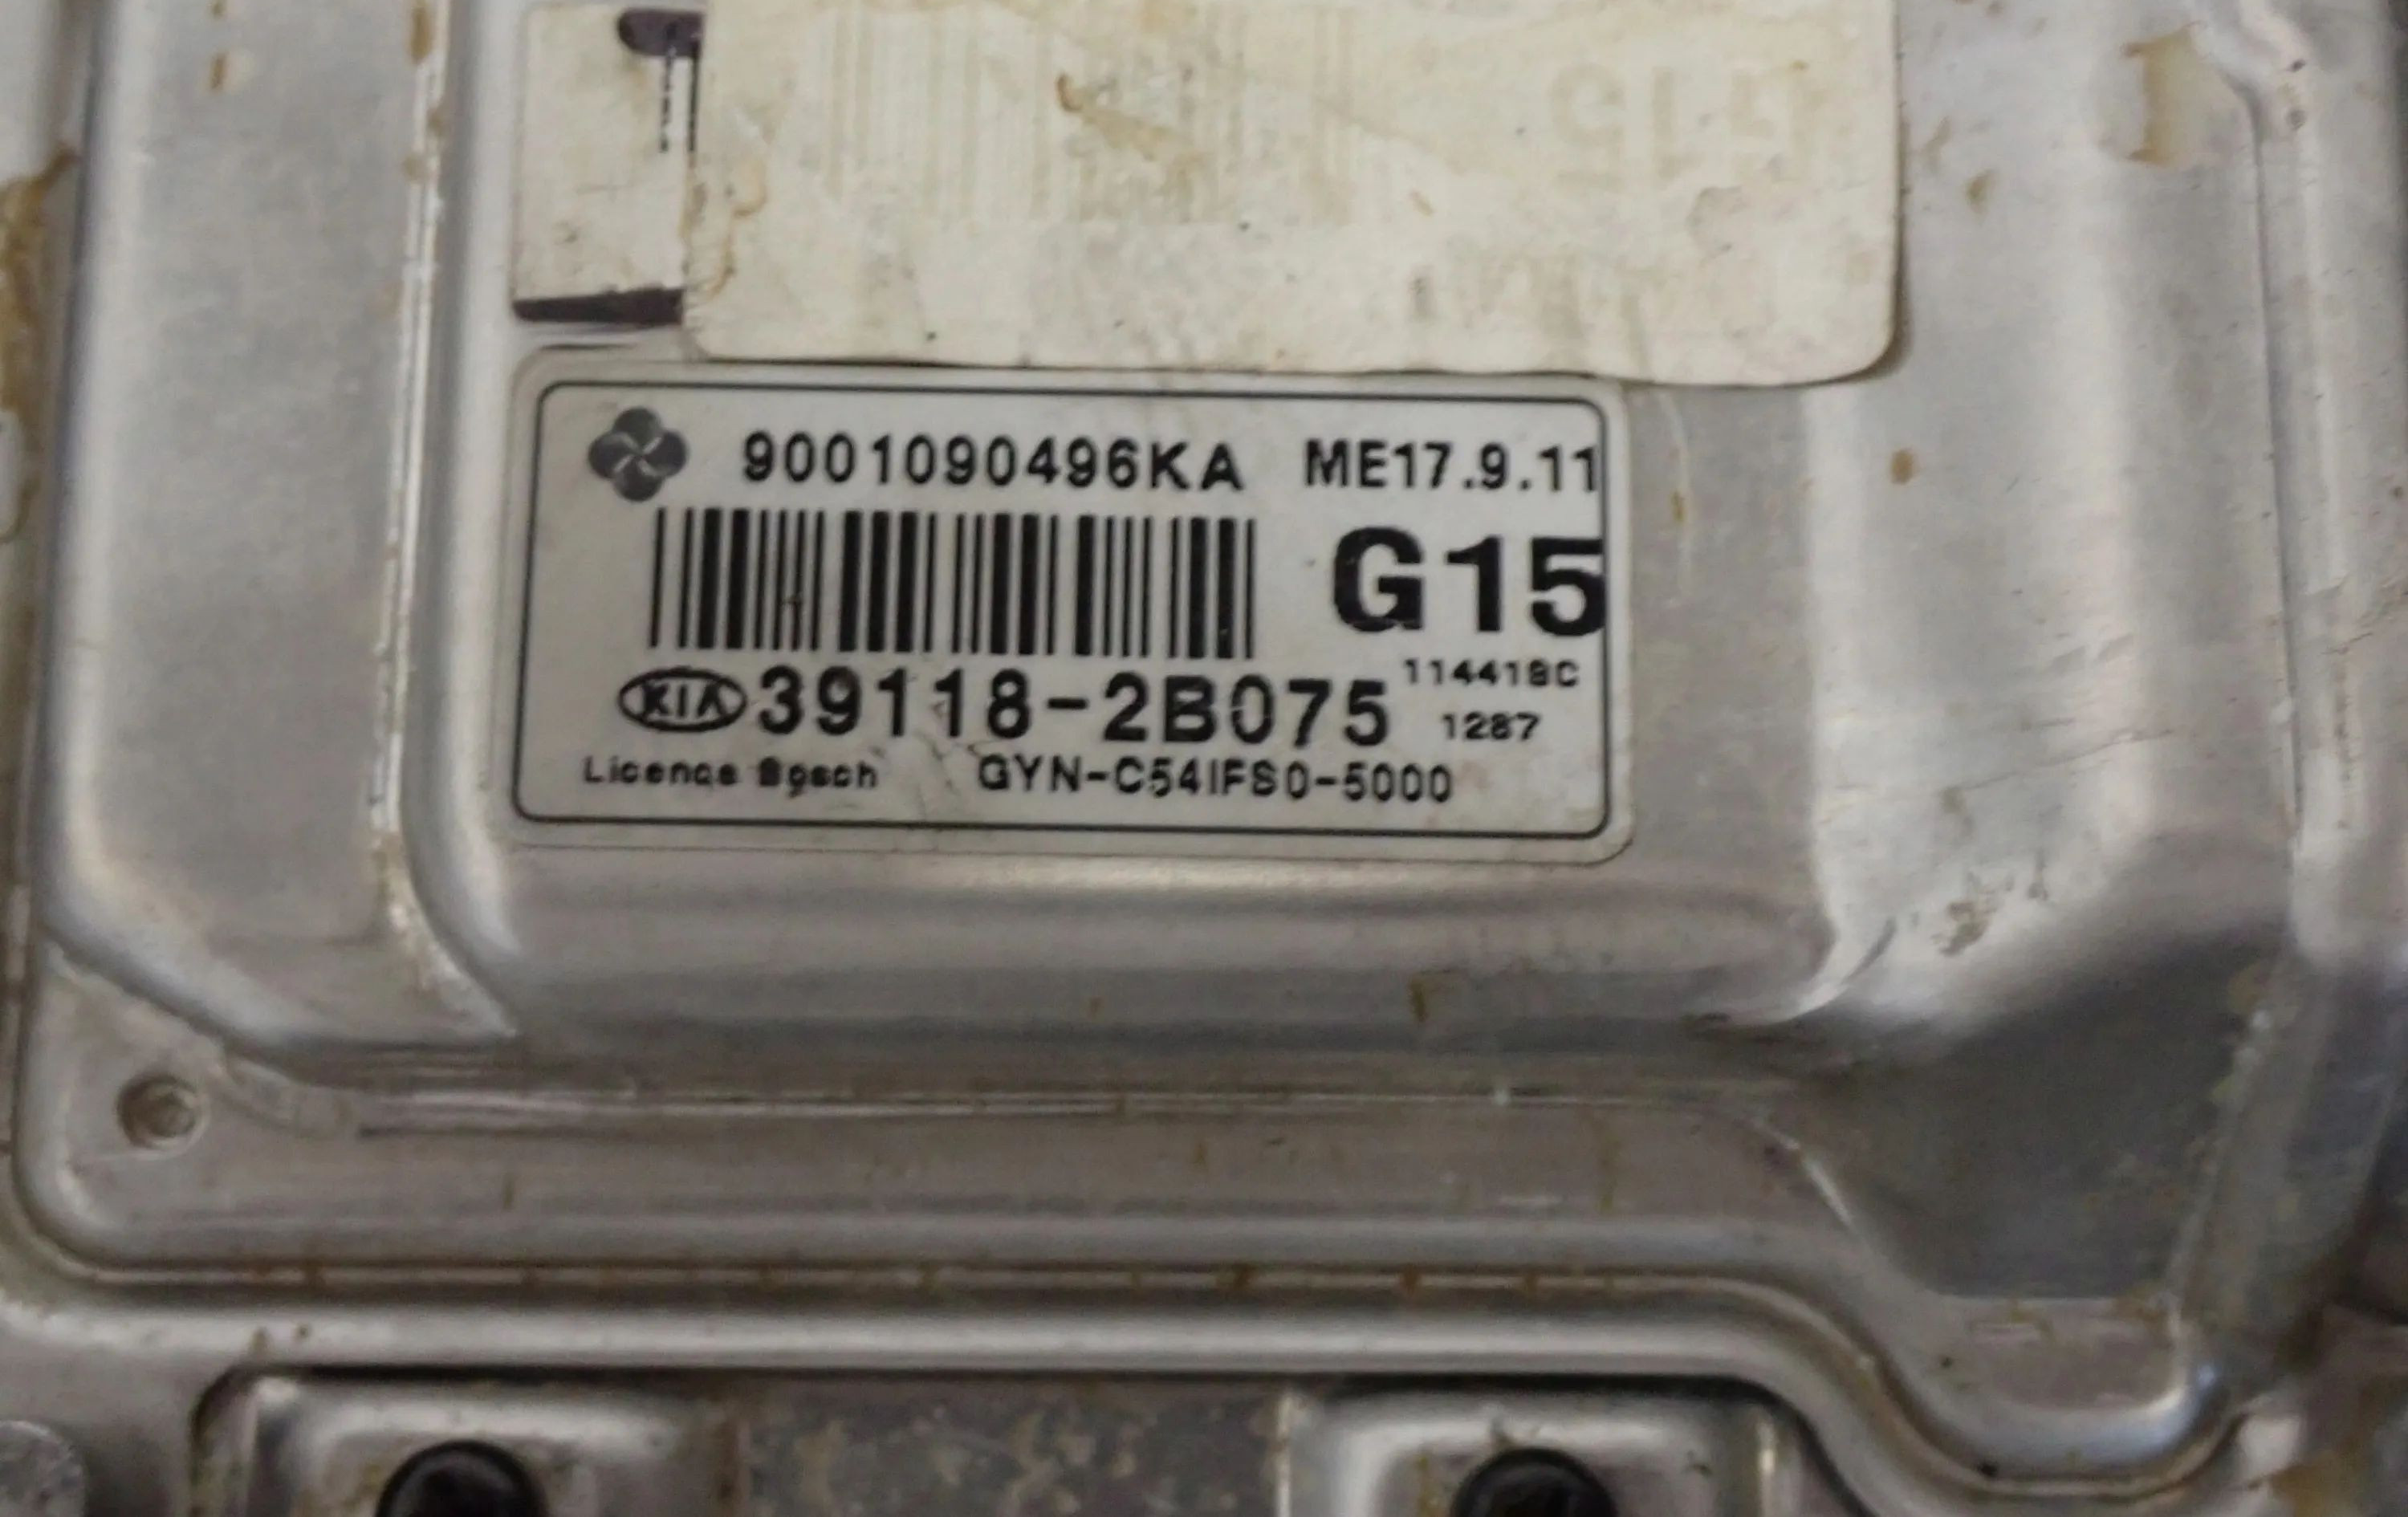 9001090496KA ME17.9.11
G15
KIA 39118-2B075 114418C
1287
Licence Bosch GYN-C54IFS0-5000